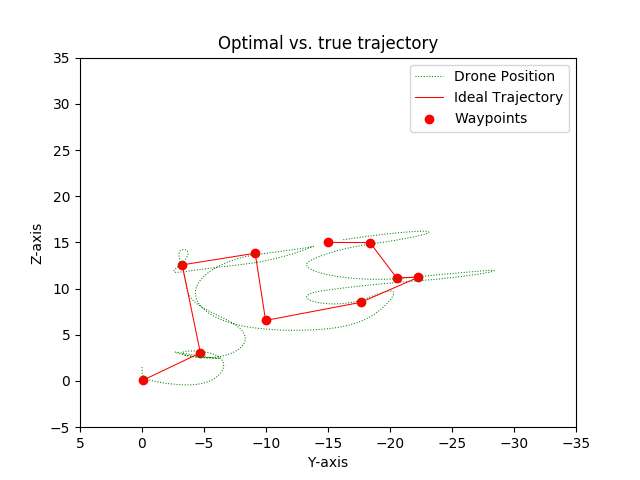 Optimal vs. true trajectory
Drone Position
Ideal Trajectory
Waypoints
35
30
25
20
15
10
5
0
−5
Z-axis
5 0 −5 −10 −15 −20 −25 −30 −35
Y-axis